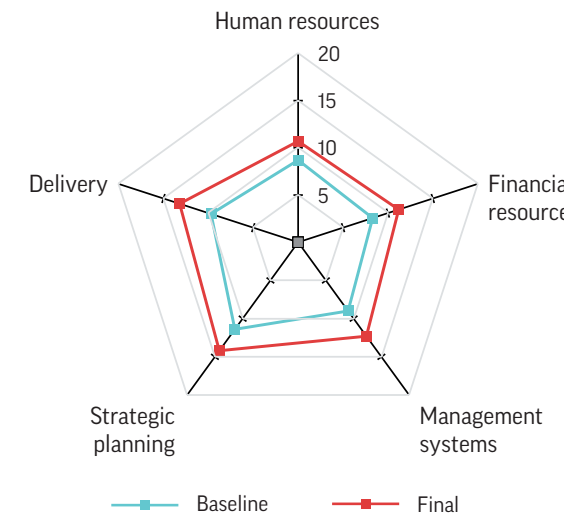 Human resources
20
15
10
5
Delivery
Financia
resource
Strategic
planning
Management
systems
Baseline
Final